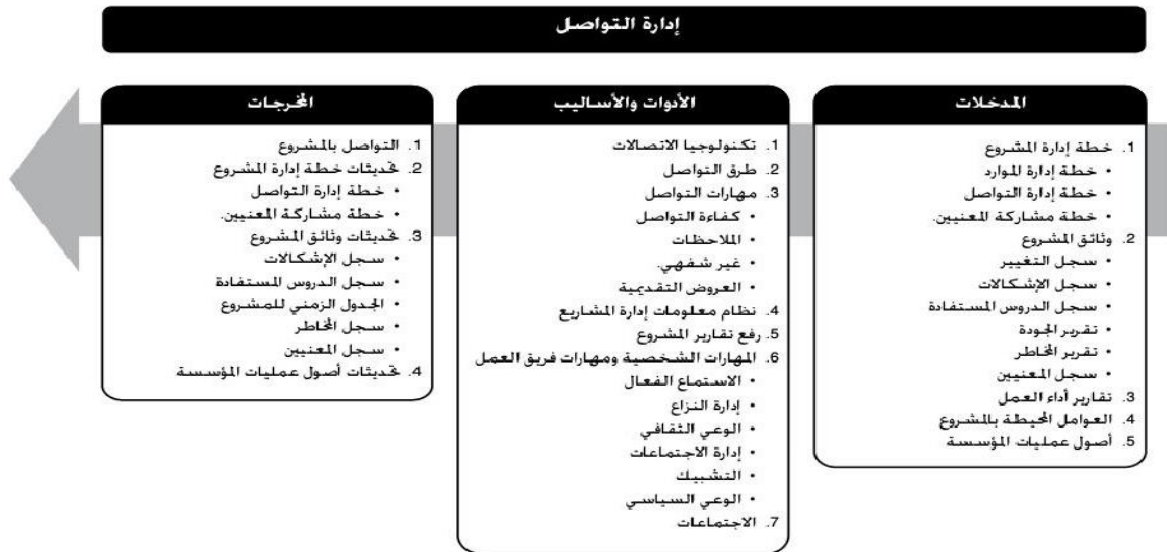 إدارة التواصل
المدخلات
1. خطة إدارة المشروع
• خطة إدارة الموارد
• خطة إدارة التواصل
• خطة مشاركة المعنيين.
2. وثائق المشروع
• سجل التغيير
• سجل الإشكالات
• سجل الدروس المستفادة
• تقرير الجودة
• تقرير المخاطر
• سجل المعنيين
3. تقارير أداء العمل
4. العوامل المحيطة بالمشروع
5. أصول عمليات المؤسسة
الأدوات والأساليب
1. تكنولوجيا الاتصالات
2. طرق التواصل
3. مهارات التواصل
• كفاءة التواصل
• الملاحظات
• غير شفهي.
• العروض التقديمية
4. نظام معلومات إدارة المشاريع
5. رفع تقارير المشروع
6. المهارات الشخصية ومهارات فريق العمل
• الاستماع الفعال
• إدارة النزاع
• الوعي الثقافي
• إدارة الاجتماعات
• التشبيك
• الوعي السياسي
7. الاجتماعات
المخرجات
1. التواصل بالمشروع
2. تحديثات خطة إدارة المشروع
• خطة إدارة التواصل
• خطة مشاركة المعنيين.
3. تحديثات وثائق المشروع
• سجل الإشكالات
• سجل الدروس المستفادة
• الجدول الزمني للمشروع
• سجل المخاطر
• سجل المعنيين
4. تحديثات أصول عمليات المؤسسة